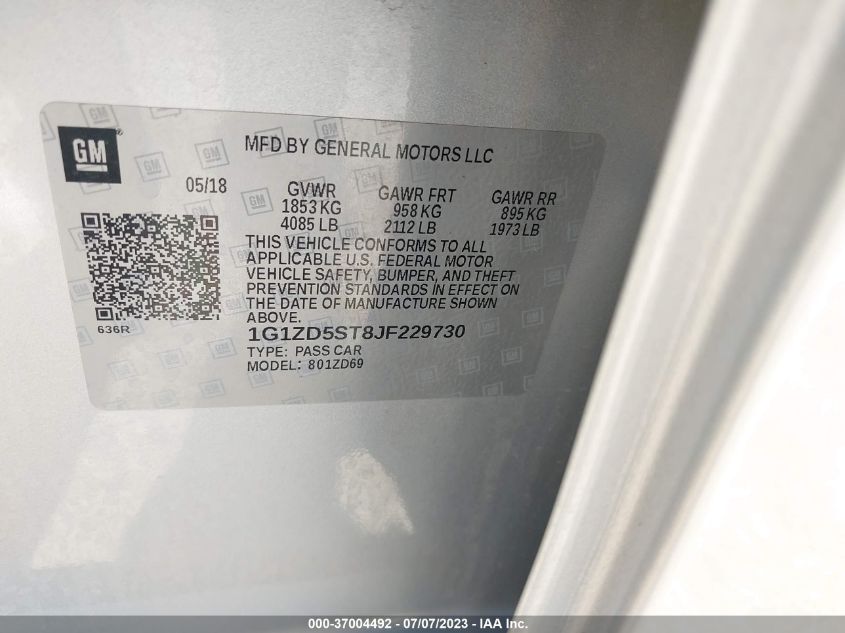 GM
MFD BY GENERAL MOTORS LLC
05/18
GVWR GAWR FRT GAWR RR
1853 KG 958 KG 895 KG
4085 LB 2112 LB 1973 LB
THIS VEHICLE CONFORMS TO ALL
APPLICABLE U.S. FEDERAL MOTOR
VEHICLE SAFETY, BUMPER, AND THEFT
PREVENTION STANDARDS IN EFFECT ON
THE DATE OF MANUFACTURE SHOWN
ABOVE.
636R
1G1ZD5ST8JF229730
TYPE: PASS CAR
MODEL: 801ZD69
000-37004492 - 07/07/2023 - IAA Inc.